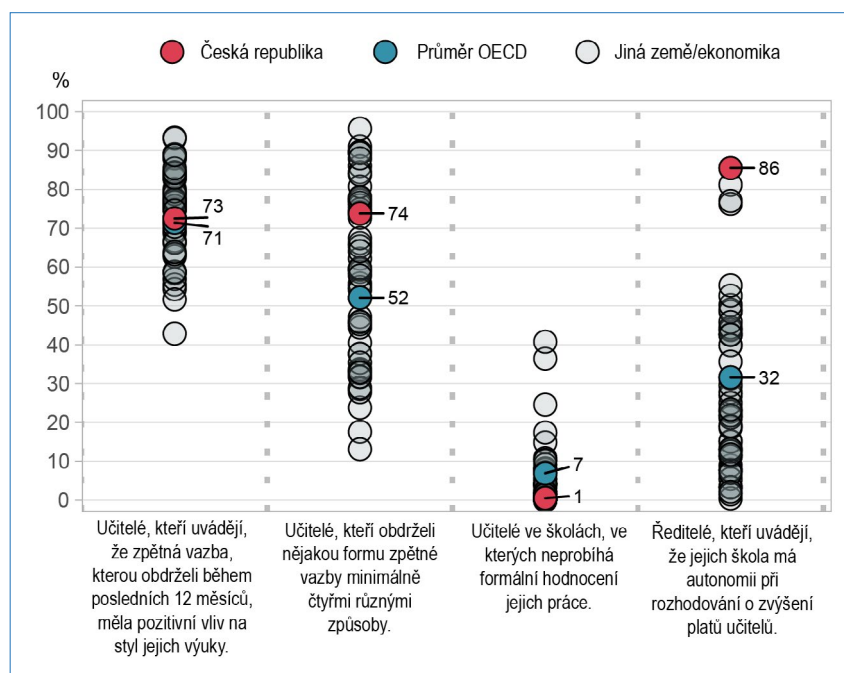 Česká republika
Průměr OECD
Jiná země/ekonomika
%
100
90
80
70
60
50
40
30
20
10
0
73
71
74
52
7
1
86
32
Učitelé, kteří uvádějí,
že zpětná vazba,
kterou obdrželi během
posledních 12 měsíců,
měla pozitivní vliv na
styl jejich výuky.
Učitelé, kteří obdrželi
nějakou formu zpětné
vazby minimálně
čtyřmi různými
způsoby.
Učitelé ve školách, ve
kterých neprobíhá
formální hodnocení
jejich práce.
Ředitelé, kteří uvádějí,
že jejich škola má
autonomii při
rozhodování o zvýšení
platů učitelů.